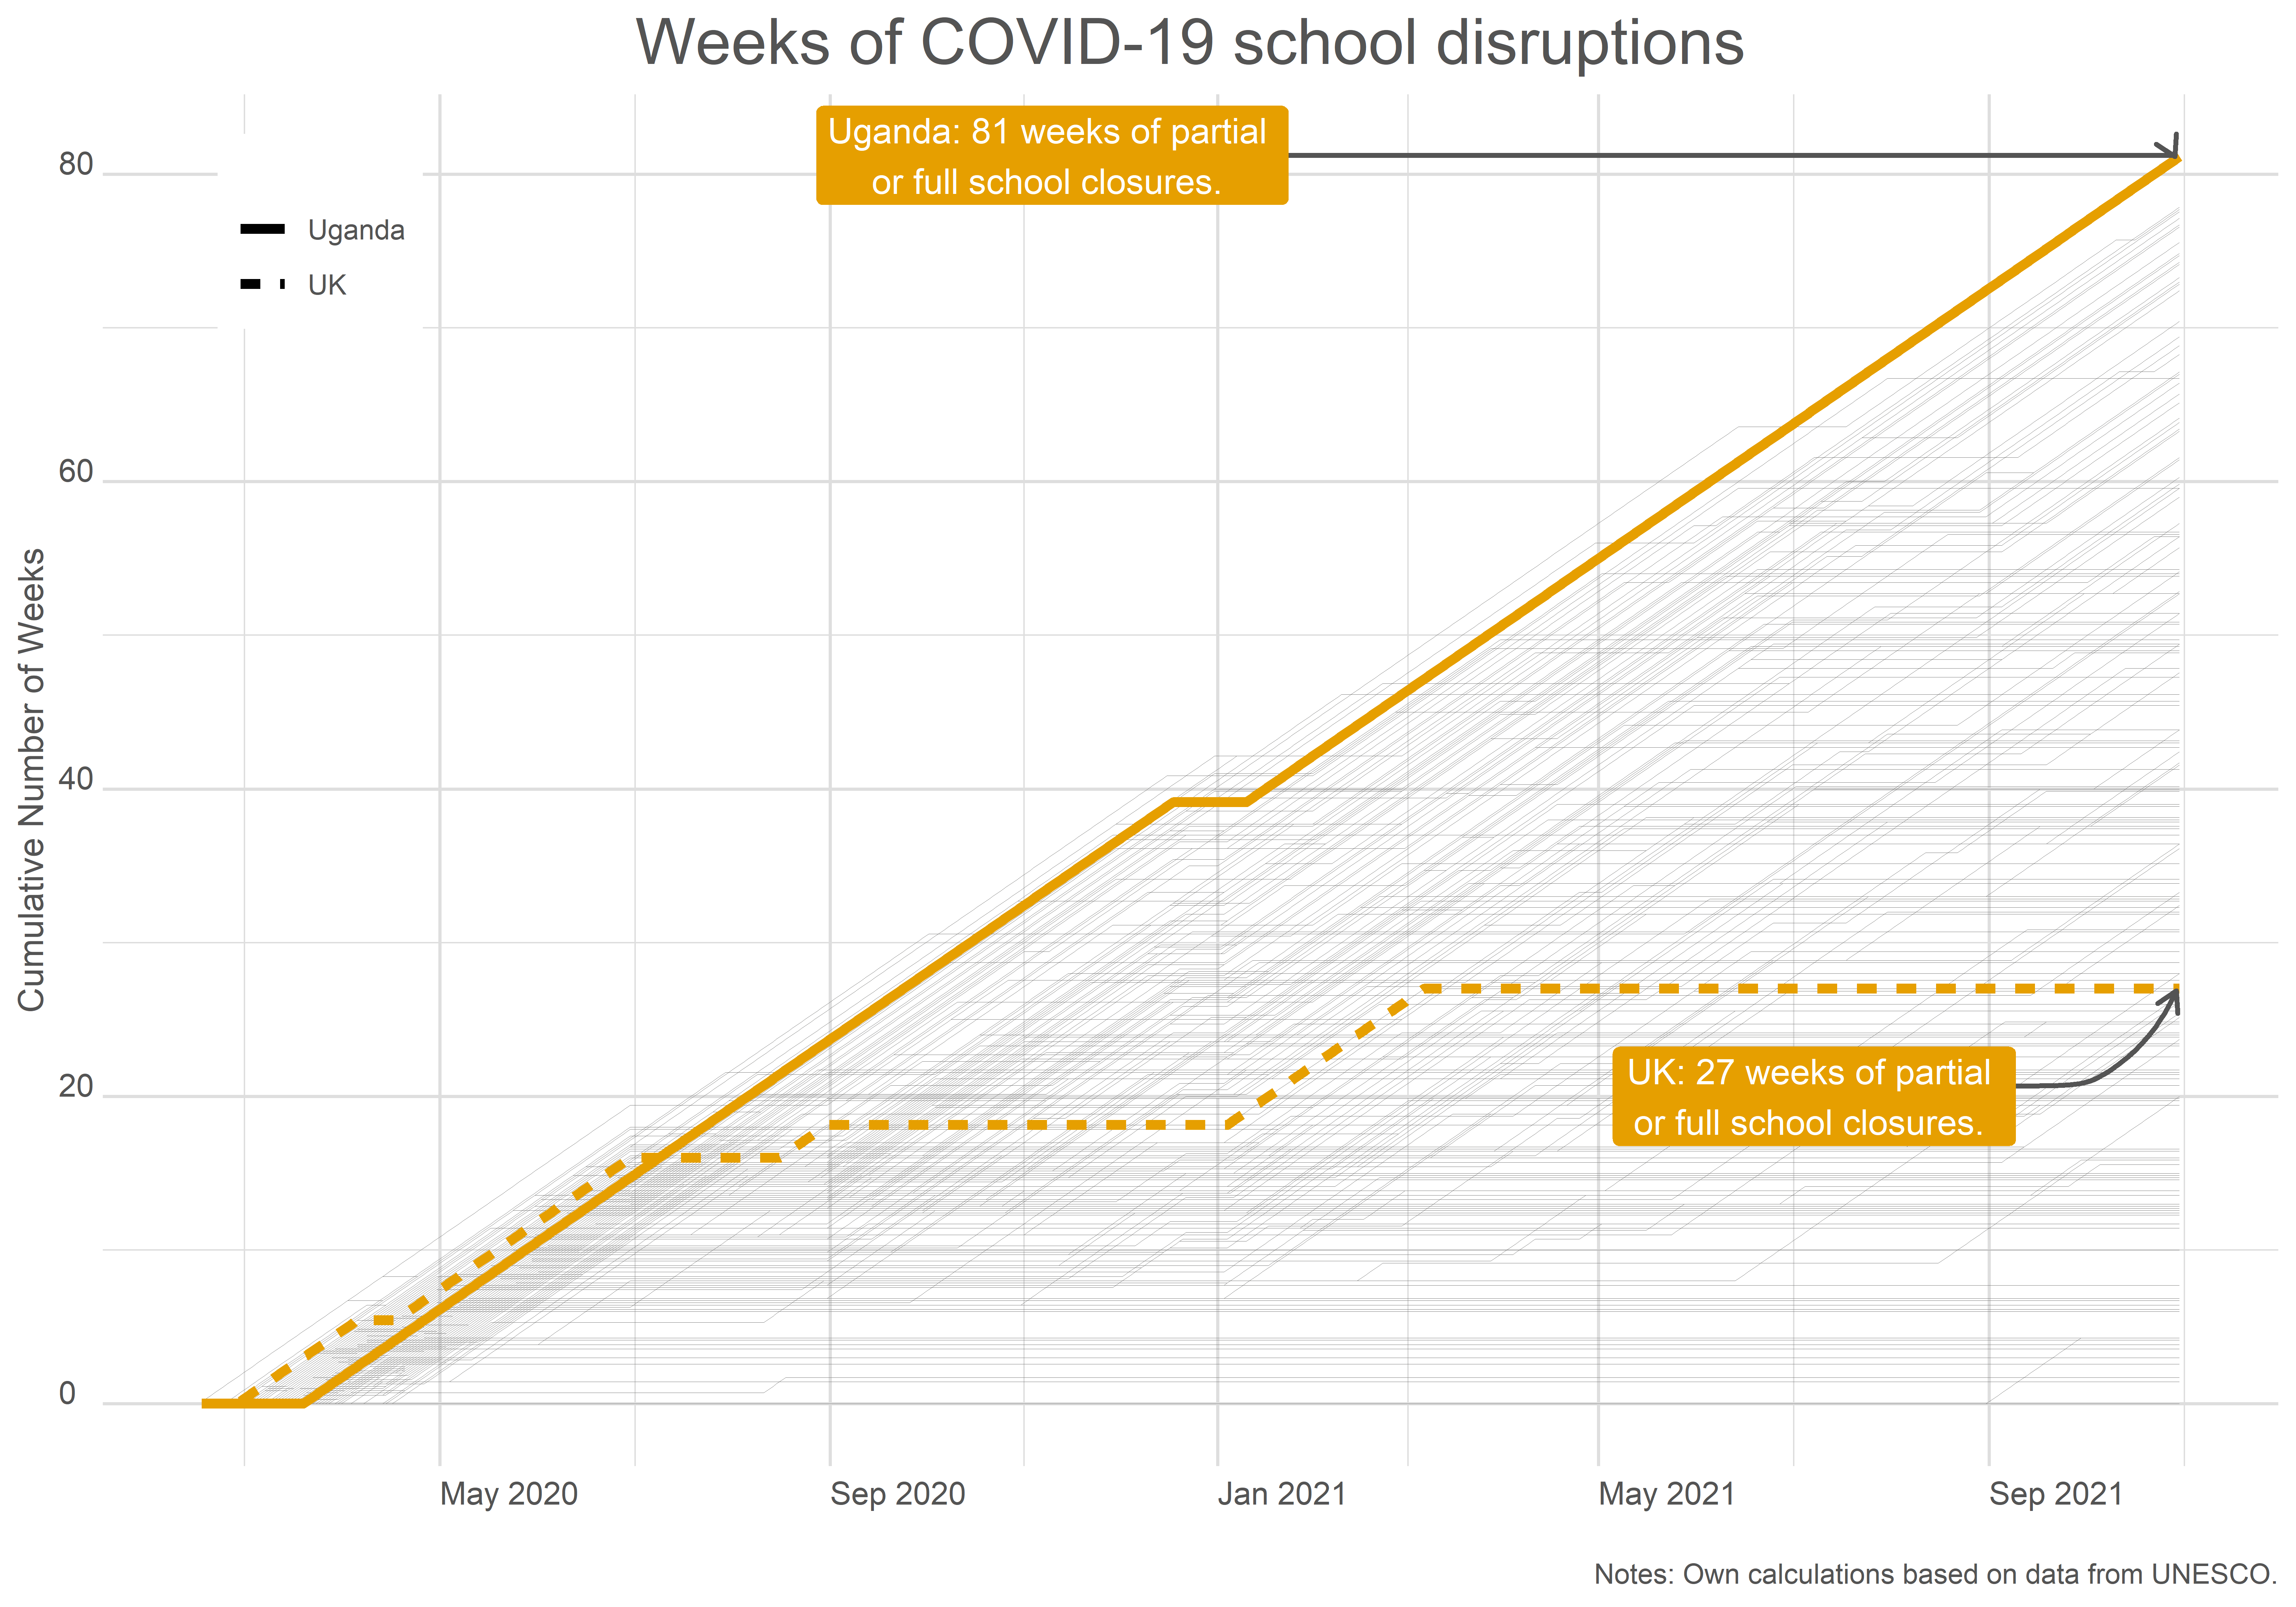 Weeks of COVID-19 school disruptions
Uganda: 81 weeks of partial
or full school closures.
Uganda
UK
80
60
40
20
0
Cumulative Number of Weeks
UK: 27 weeks of partial
or full school closures.
May 2020
Sep 2020
Jan 2021
May 2021
Sep 2021
Notes: Own calculations based on data from UNESCO.